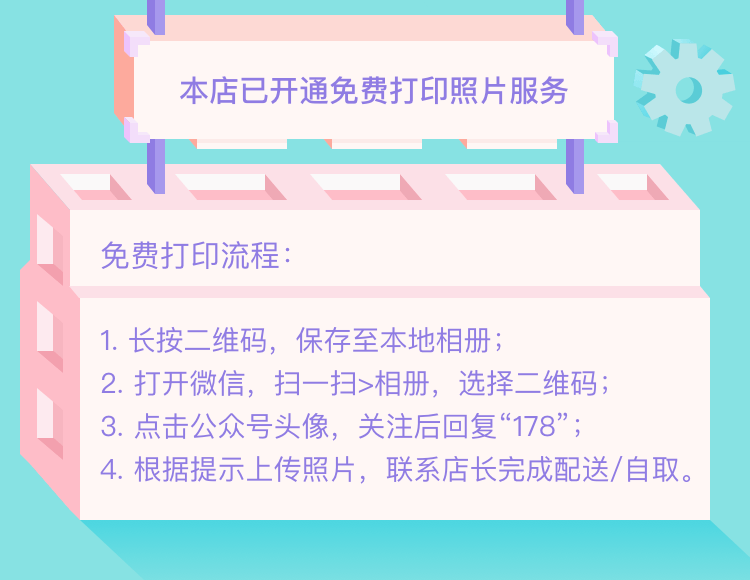 本店已开通免费打印照片服务
免费打印流程：
1. 长按二维码，保存至本地相册；
2. 打开微信，扫一扫>相册，选择二维码；
3. 点击公众号头像，关注后回复“178”；
4. 根据提示上传照片，联系店长完成配送/自取。